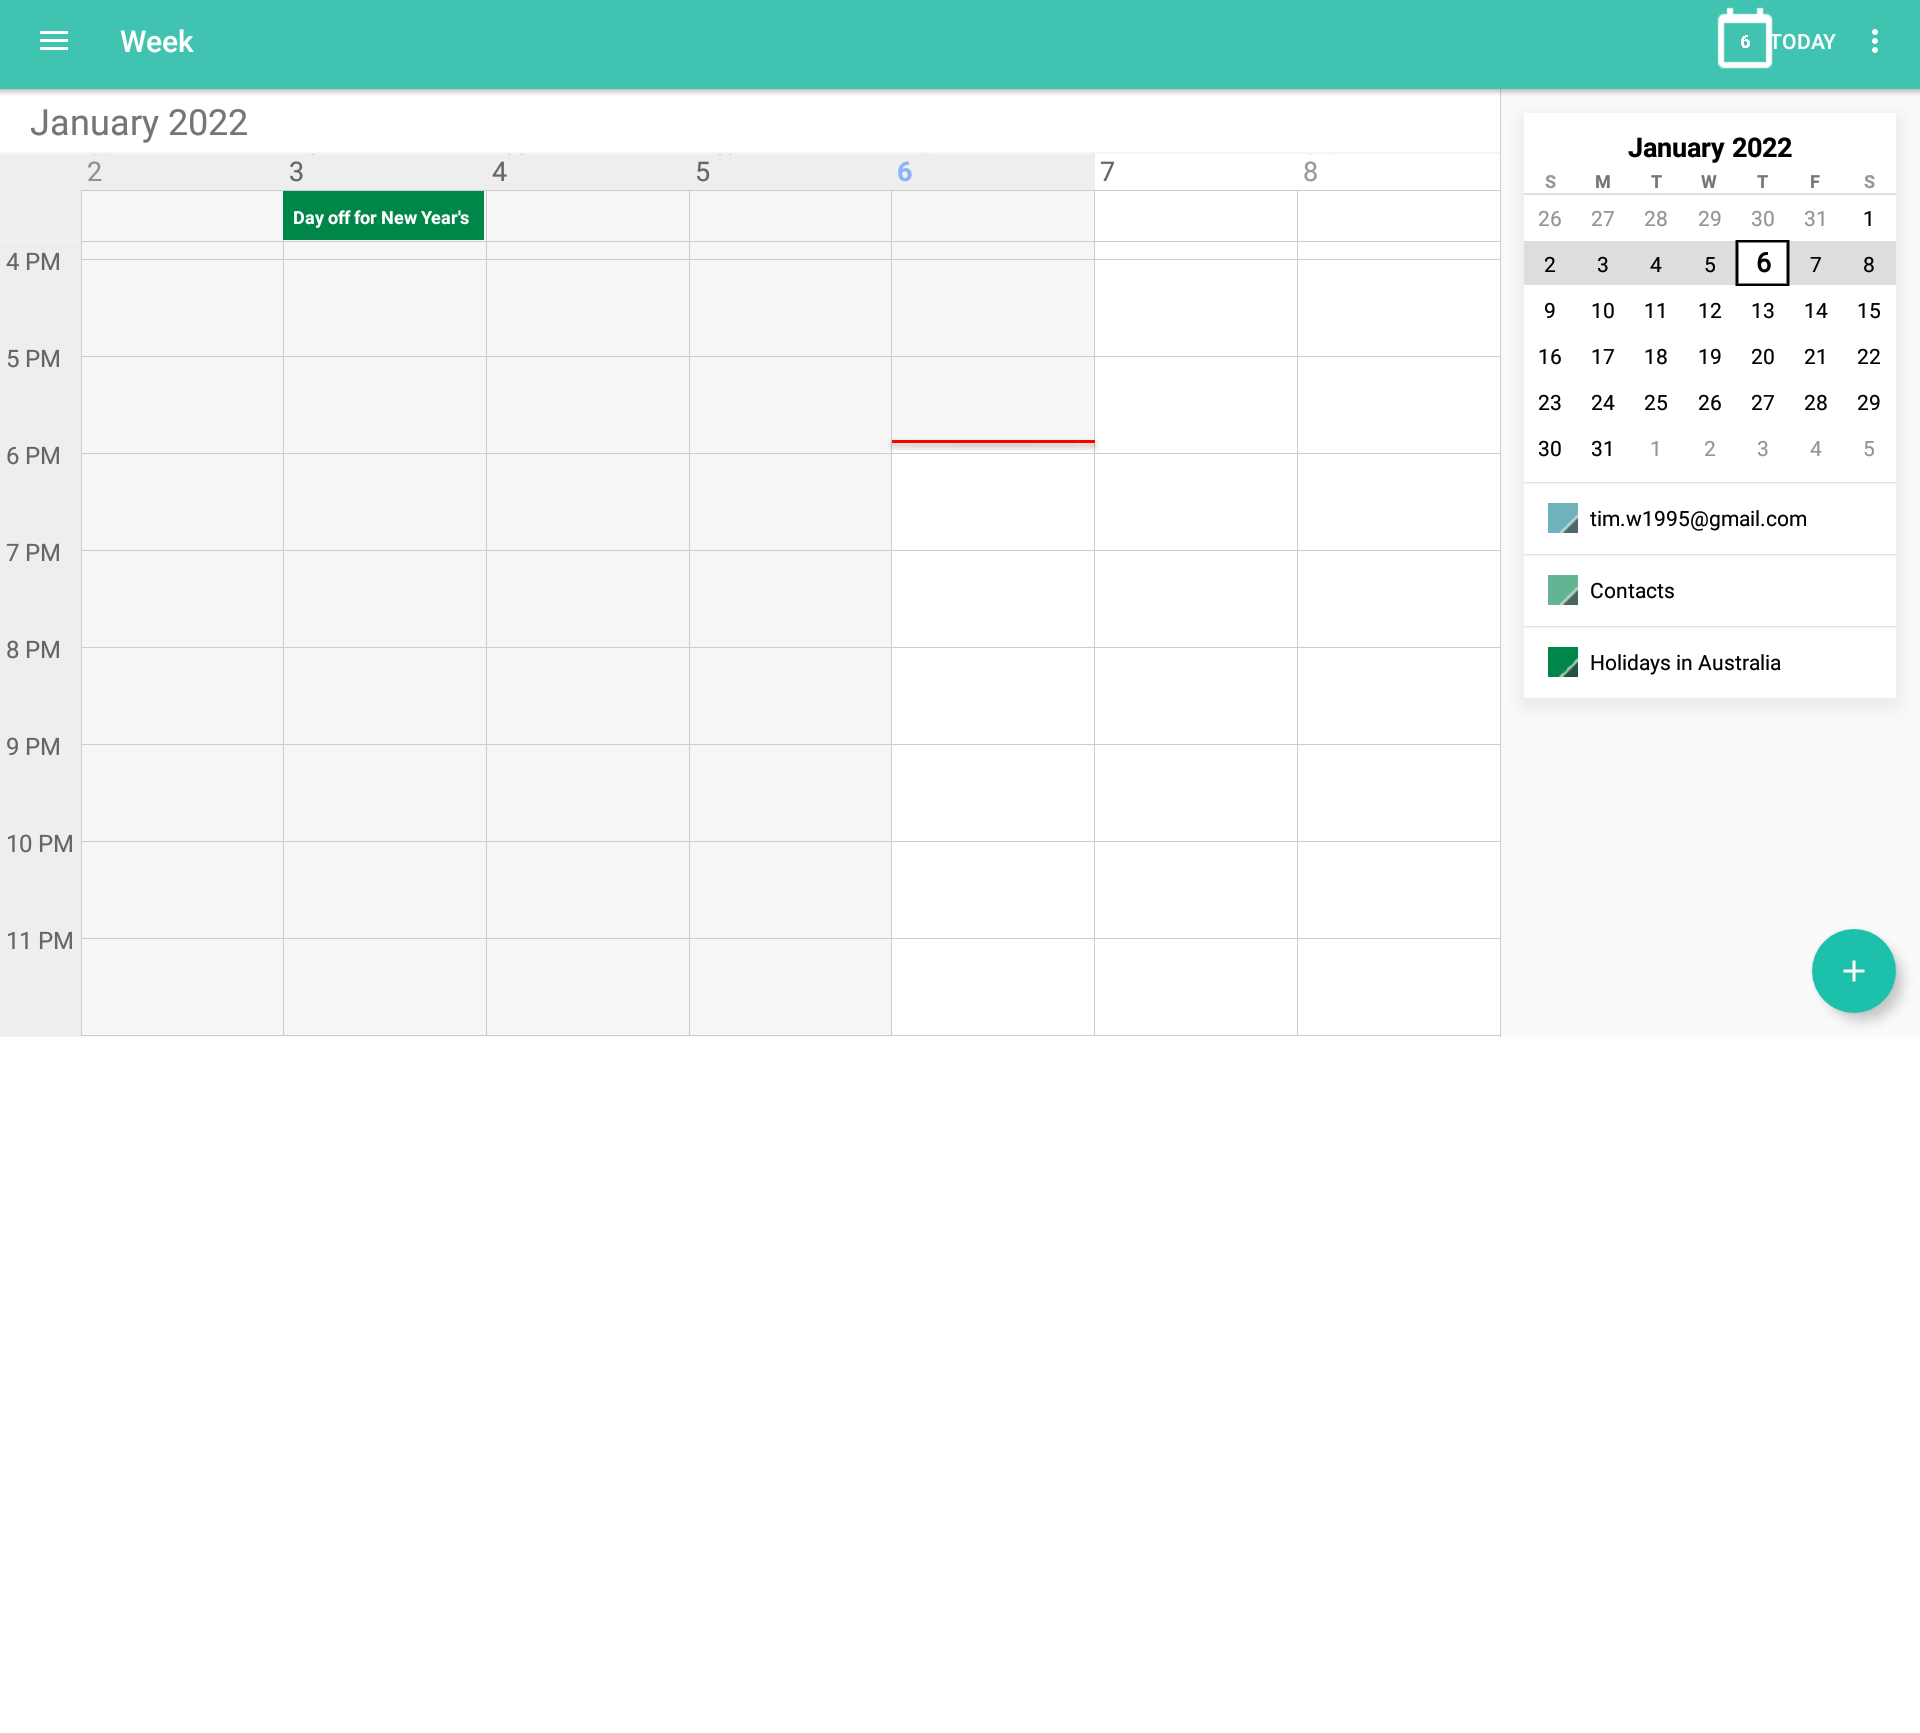 Week
6 TODAY
January 2022
2 3 4 5 6 7 8
Day off for New Year's
4 PM
5 PM
6 PM
7 PM
8 PM
9 PM
10 PM
11 PM
January 2022
S M T W T F S
26 27 28 29 30 31 1
2 3 4 5 6 7 8
9 10 11 12 13 14 15
16 17 18 19 20 21 22
23 24 25 26 27 28 29
30 31 1 2 3 4 5
tim.w1995@gmail.com
Contacts
Holidays in Australia